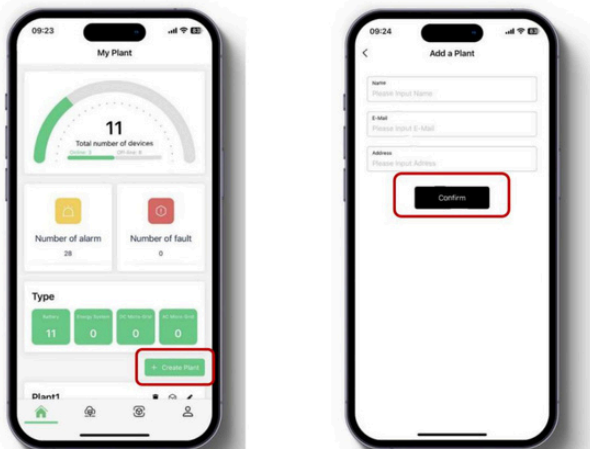 09:23
My Plant
11
Total number of devices
Number of alarm
28
Number of fault
0
Type
Battery
11
0
0
0
+ Create Plant
Plant1
09:24
Add a Plant
Name
Please Input Name
E-Mail
Please Input E-Mail
Address
Please Input
Confirm